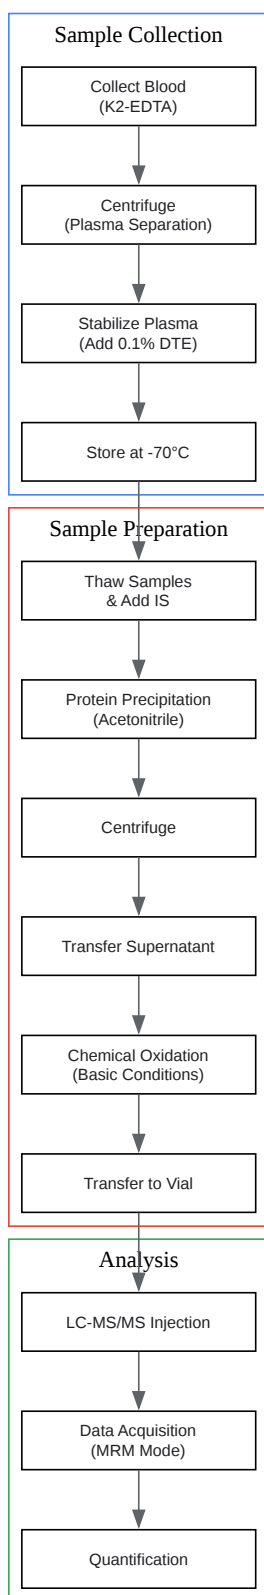 Sample Collection
Collect Blood
(K2-EDTA)
Centrifuge
(Plasma Separation)
Stabilize Plasma
(Add 0.1% DTE)
Store at -70°C
Sample Preparation
Thaw Samples
& Add IS
Protein Precipitation
(Acetonitrile)
Centrifuge
Transfer Supernatant
Chemical Oxidation
(Basic Conditions)
Transfer to Vial
Analysis
LC-MS/MS Injection
Data Acquisition
(MRM Mode)
Quantification